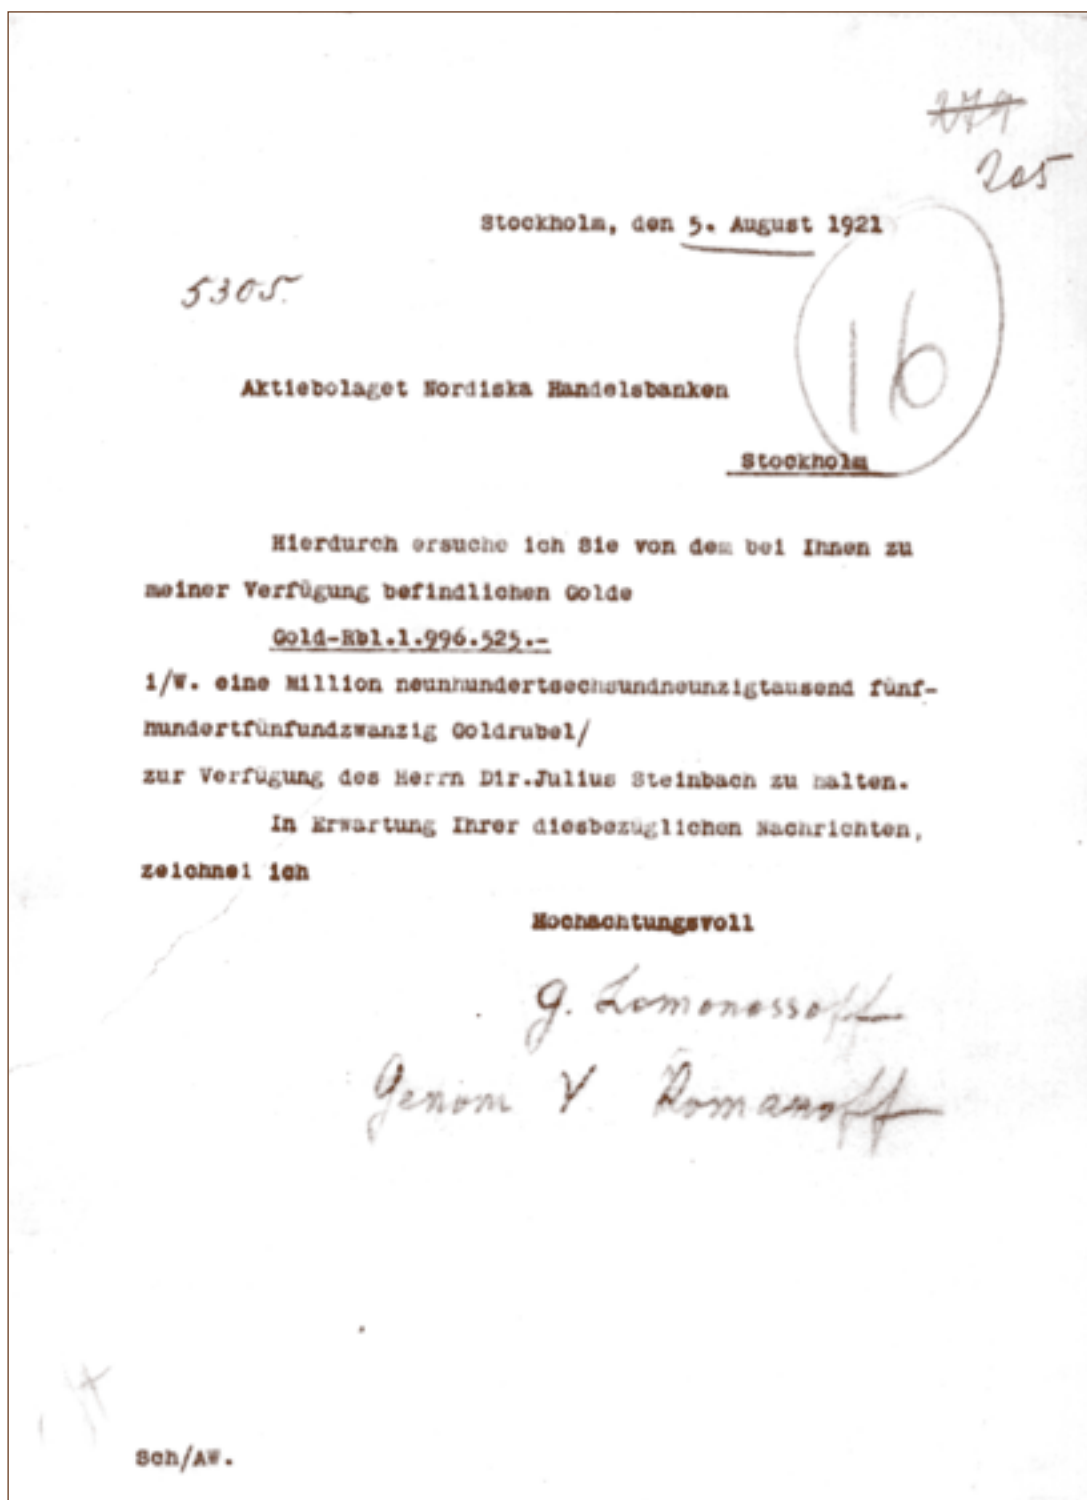 279
205
Stockholm, den 5. August 1921
5305.
16
Aktiebolaget Nordiska Handelsbanken
Stockholm
Hierdurch ersuche ich Sie von dem bei Ihnen zu
meiner Verfügung befindlichen Golde
Gold-Rbl.1.996.525.-
i/W. eine Million neunhundertsechsundneunzigtausend fünf-
hundertfünfundzwanzig Goldrubel/
zur Verfügung des Herrn Dir.Julius Steinbach zu halten.
In Erwartung Ihrer diesbezüglichen Nachrichten,
zeichnei ich
Hochachtungsvoll
G. Lomonossoff
Genom V. Romanoff
Sch/AW.